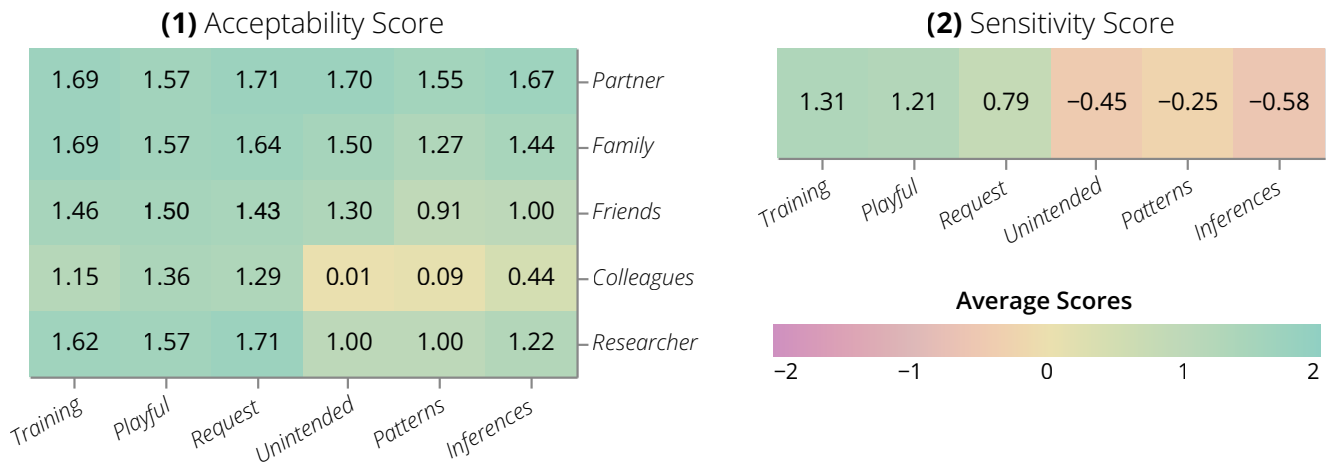 (1) Acceptability Score
1.69 1.57 1.71 1.70 1.55 1.67 Partner
1.69 1.57 1.64 1.50 1.27 1.44 Family
1.46 1.50 1.43 1.30 0.91 1.00 Friends
1.15 1.36 1.29 0.01 0.09 0.44 Colleagues
1.62 1.57 1.71 1.00 1.00 1.22 Researcher
Training Playful Request Unintended Patterns Inferences
(2) Sensitivity Score
1.31 1.21 0.79 −0.45 −0.25 −0.58
Training Playful Request Unintended Patterns Inferences
Average Scores
−2 −1 0 1 2